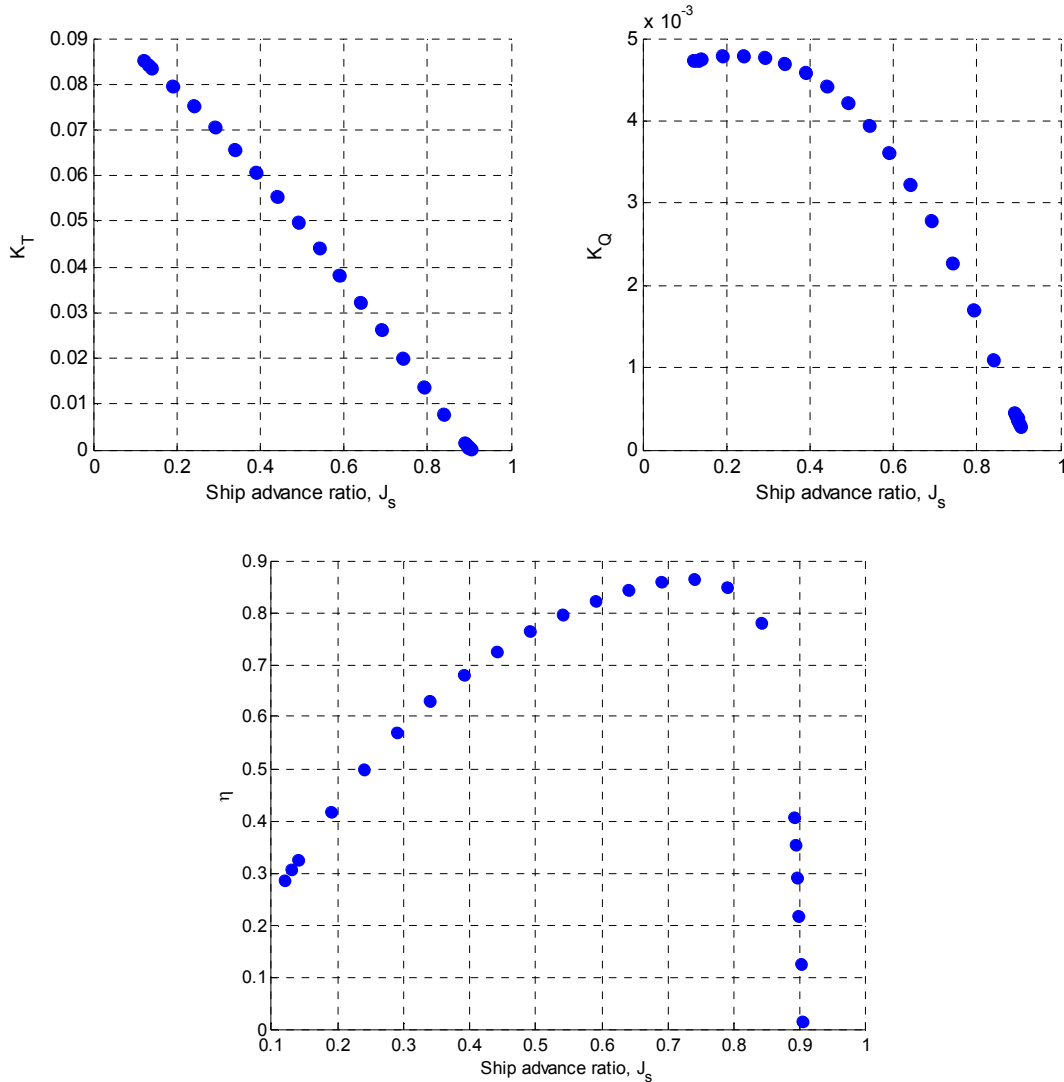 0.09
0.08
0.07
0.06
0.05
0.04
0.03
0.02
0.01
0
K_T
0 0.2 0.4 0.6 0.8 1
Ship advance ratio, J_s
x 10^-3
5
4
3
2
1
0
K_Q
0 0.2 0.4 0.6 0.8 1
Ship advance ratio, J_s
0.9
0.8
0.7
0.6
0.5
0.4
0.3
0.2
0.1
0
η
0.1 0.2 0.3 0.4 0.5 0.6 0.7 0.8 0.9 1
Ship advance ratio, J_s